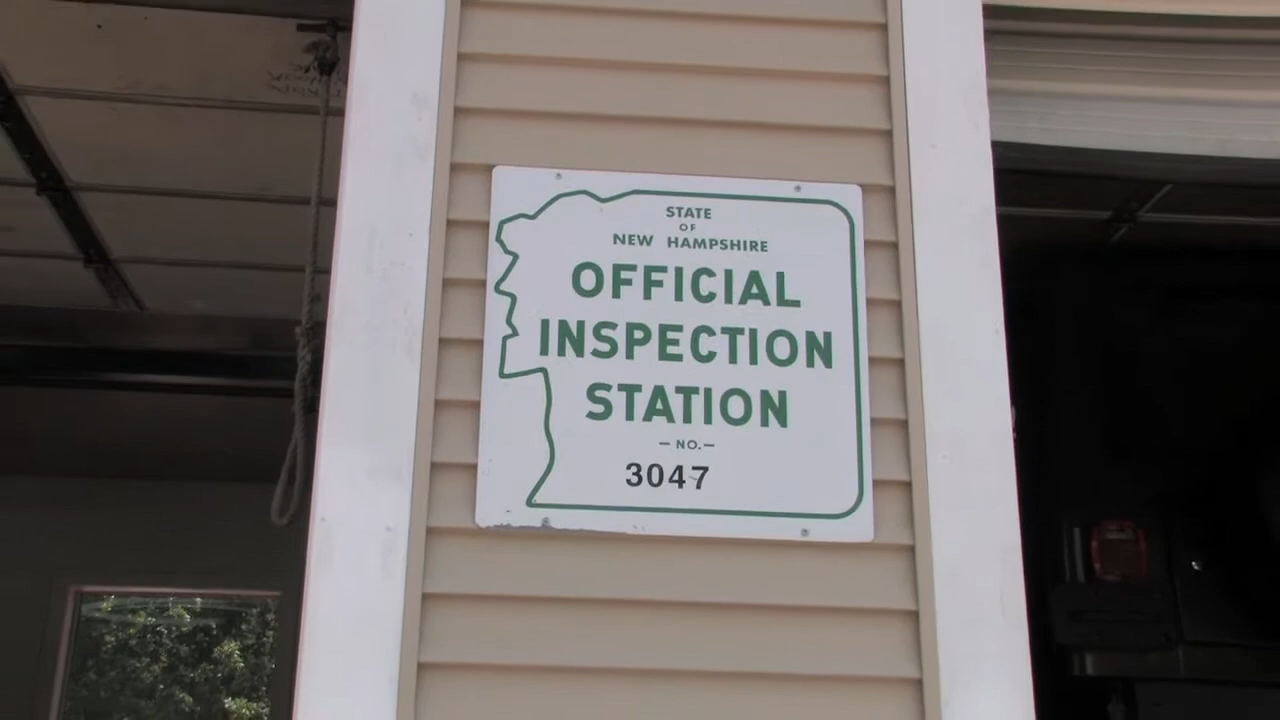 STATE
OF
NEW HAMPSHIRE
OFFICIAL
INSPECTION
STATION
— NO. —
3047